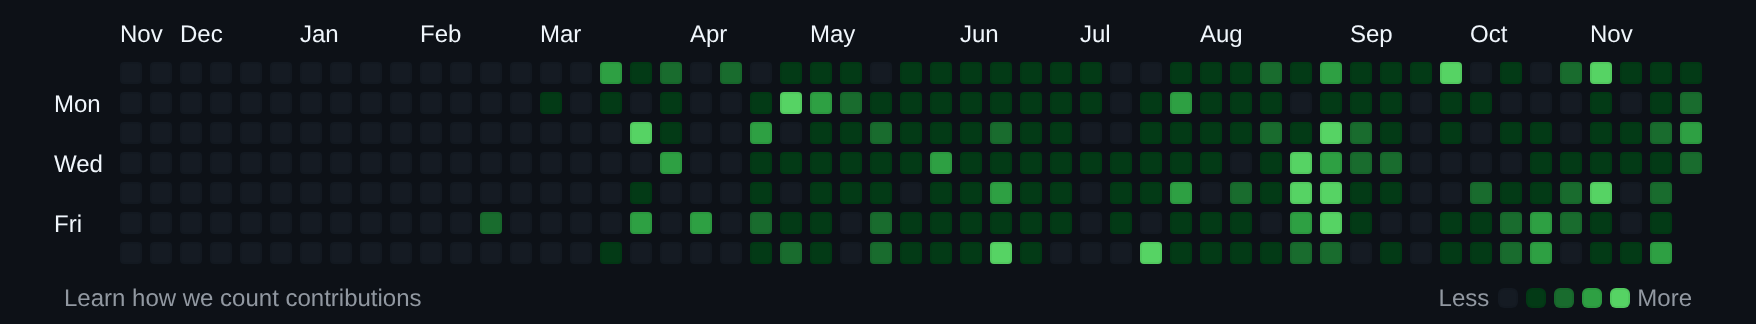 Nov Dec Jan Feb Mar Apr May Jun Jul Aug Sep Oct Nov
Mon
Wed
Fri
Learn how we count contributions Less More